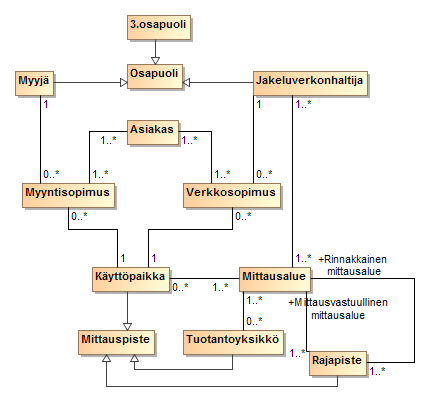 3.osapuoli
Myyjä
Osapuoli
Jakeluverkonhaltija
1
1
1..*
Asiakas
1..*
1..*
0..*
1..*
1..*
0..*
Myyntisopimus
Verkkosopimus
0..*
0..*
1
1
1..*
+Rinnakkainen
mittausalue
Käyttöpaikka
0..*
1..*
Mittausalue
1..*
+Mittausvastuullinen
mittausalue
0..*
Mittauspiste
Tuotantoyksikkö
1..*
Rajapiste
1..*